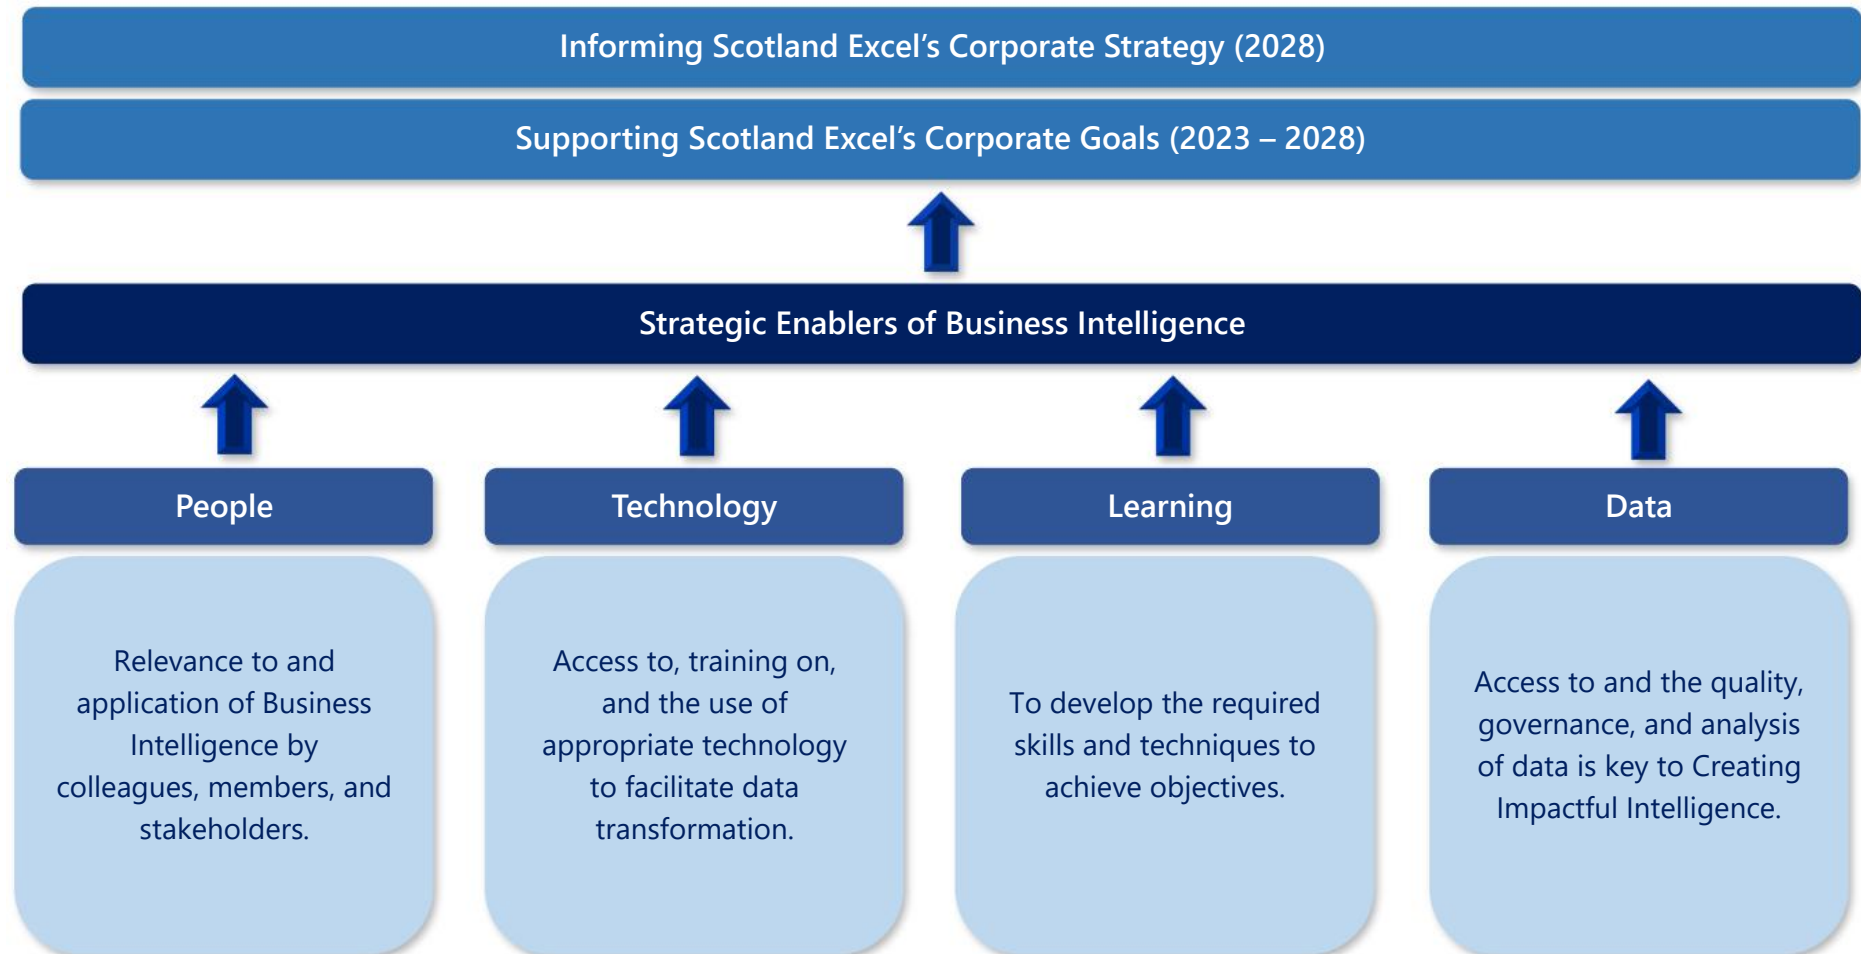 Informing Scotland Excel’s Corporate Strategy (2028)
Supporting Scotland Excel’s Corporate Goals (2023 – 2028)
Strategic Enablers of Business Intelligence
People
Relevance to and
application of Business
Intelligence by
colleagues, members, and
stakeholders.
Technology
Access to, training on,
and the use of
appropriate technology
to facilitate data
transformation.
Learning
To develop the required
skills and techniques to
achieve objectives.
Data
Access to and the quality,
governance, and analysis
of data is key to Creating
Impactful Intelligence.